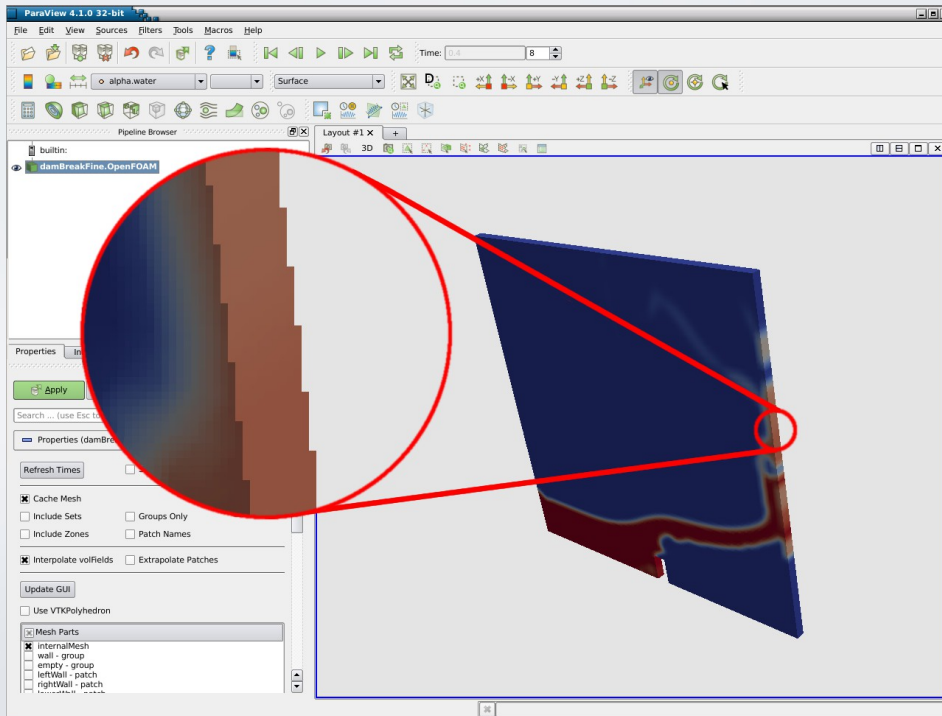 ParaView 4.1.0 32-bit
File Edit View Sources Filters Tools Macros Help
Time: 0.4 8
alpha.water Surface
Pipeline Browser
Layout #1
builtin:
3D
damBreakFine.OpenFOAM
Properties
Apply
Search ... (use Esc to
Properties (damBre
Refresh Times
Cache Mesh
Include Sets Groups Only
Include Zones Patch Names
Interpolate volFields Extrapolate Patches
Update GUI
Use VTKPolyhedron
Mesh Parts
internalMesh
wall - group
empty - group
leftWall - patch
rightWall - patch